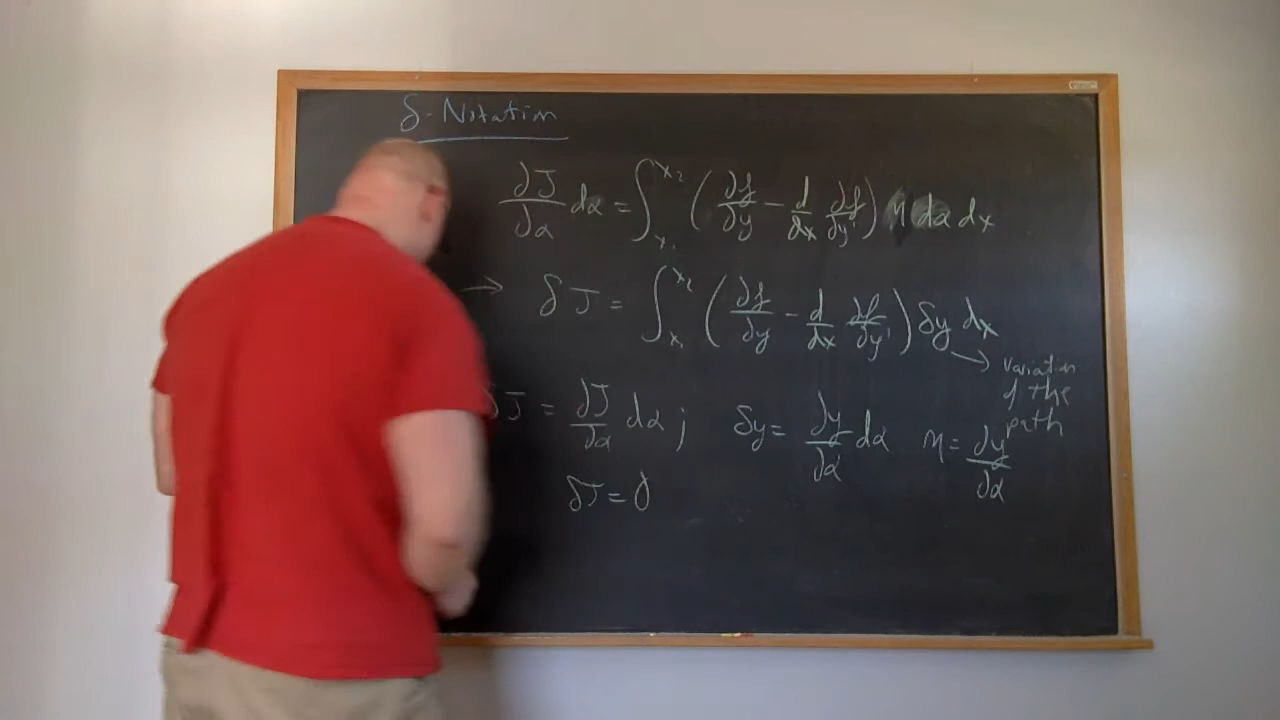 δ-Notation
∂J/∂α dα = ∫_{x₁}^{x₂} (∂f/∂y - d/dx ∂f/∂y') η dα dx
→ δJ = ∫_{x₁}^{x₂} (∂f/∂y - d/dx ∂f/∂y') δy dx
→ variation
of the
path
δJ = ∂J/∂α dα ; δy = ∂y/∂α dα η = ∂y/∂α
δJ = 0